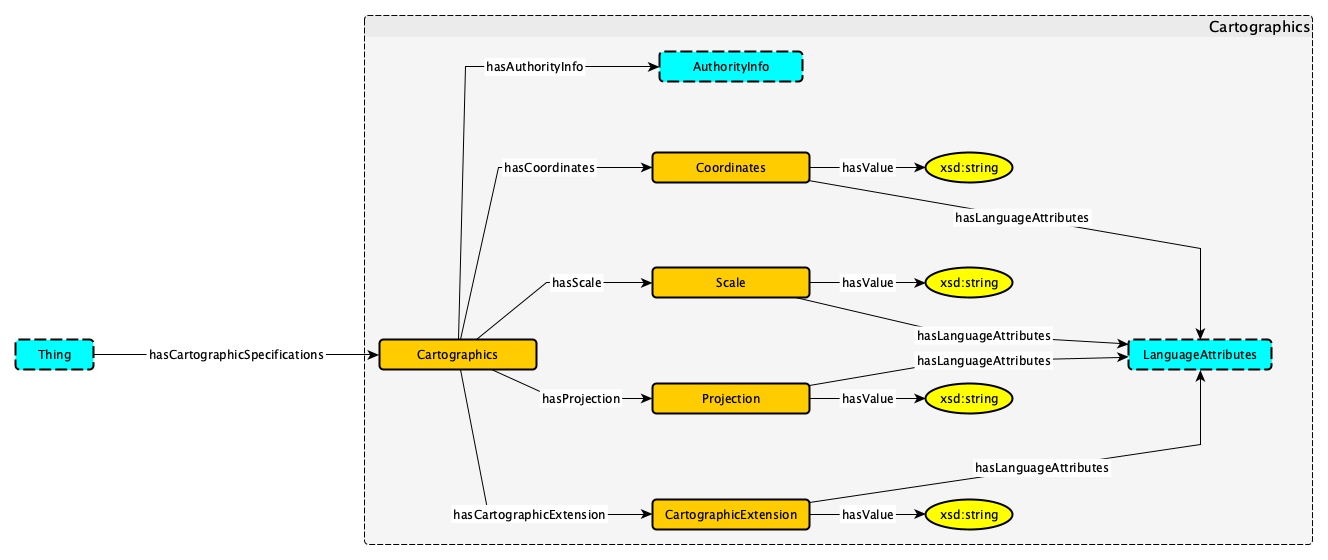 Cartographics
hasAuthorityInfo
AuthorityInfo
hasCoordinates
Coordinates
hasValue
xsd:string
hasLanguageAttributes
hasScale
Scale
hasValue
xsd:string
hasLanguageAttributes
Thing
hasCartographicSpecifications
Cartographics
LanguageAttributes
hasLanguageAttributes
hasProjection
Projection
hasValue
xsd:string
hasLanguageAttributes
hasCartographicExtension
CartographicExtension
hasValue
xsd:string